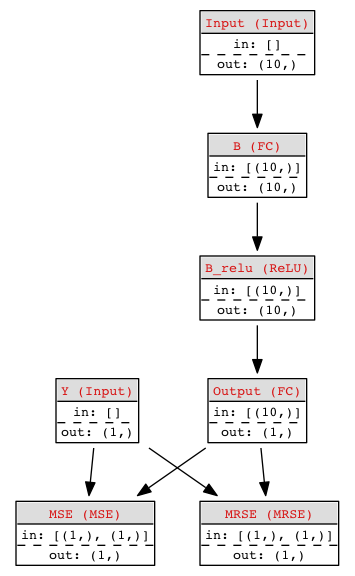 Input (Input)
in: []
out: (10,)
B (FC)
in: [(10,)]
out: (10,)
B_relu (ReLU)
in: [(10,)]
out: (10,)
Y (Input)
in: []
out: (1,)
Output (FC)
in: [(10,)]
out: (1,)
MSE (MSE)
in: [(1,), (1,)]
out: (1,)
MRSE (MRSE)
in: [(1,), (1,)]
out: (1,)